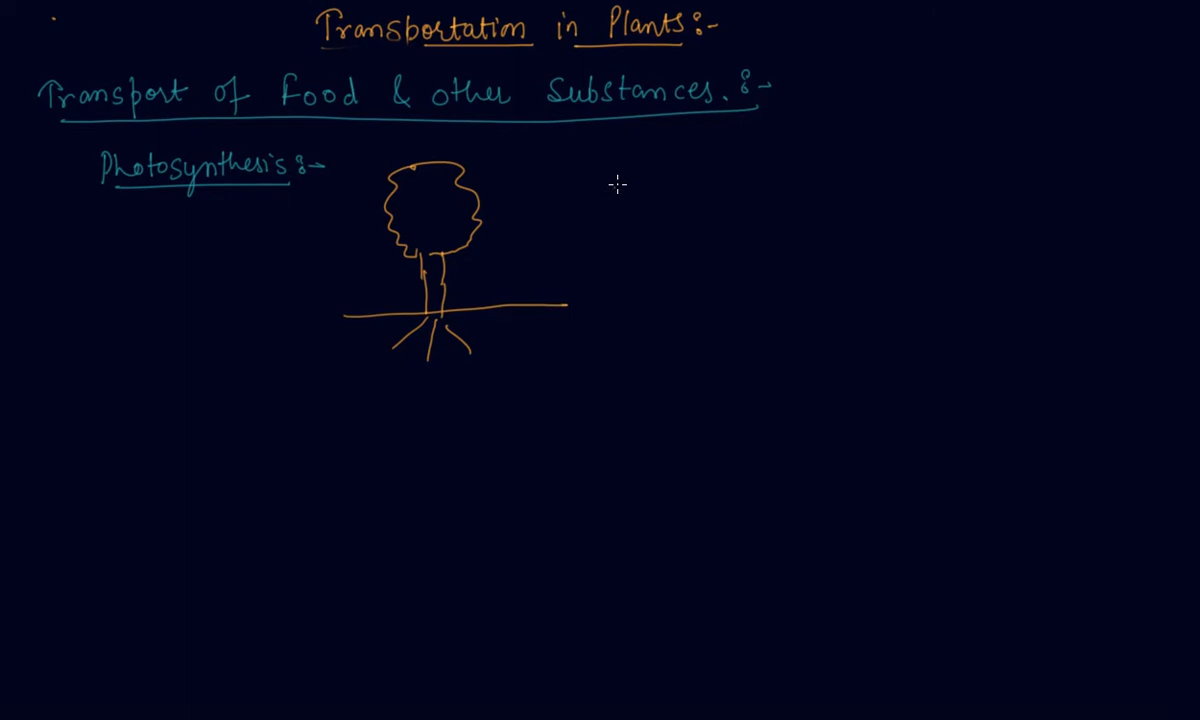 Transportation in Plants:-
Transport of Food & other Substances.:-
Photosynthesis:-